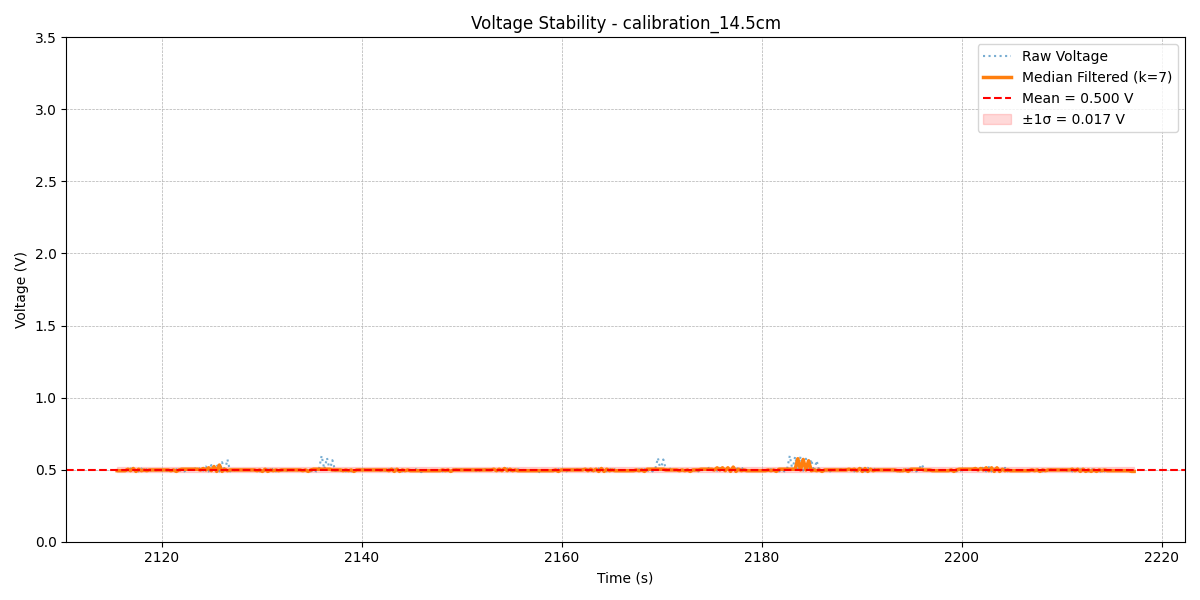 Voltage Stability - calibration_14.5cm
Raw Voltage
Median Filtered (k=7)
Mean = 0.500 V
±1σ = 0.017 V
Voltage (V)
3.5
3.0
2.5
2.0
1.5
1.0
0.5
0.0
2120 2140 2160 2180 2200 2220
Time (s)